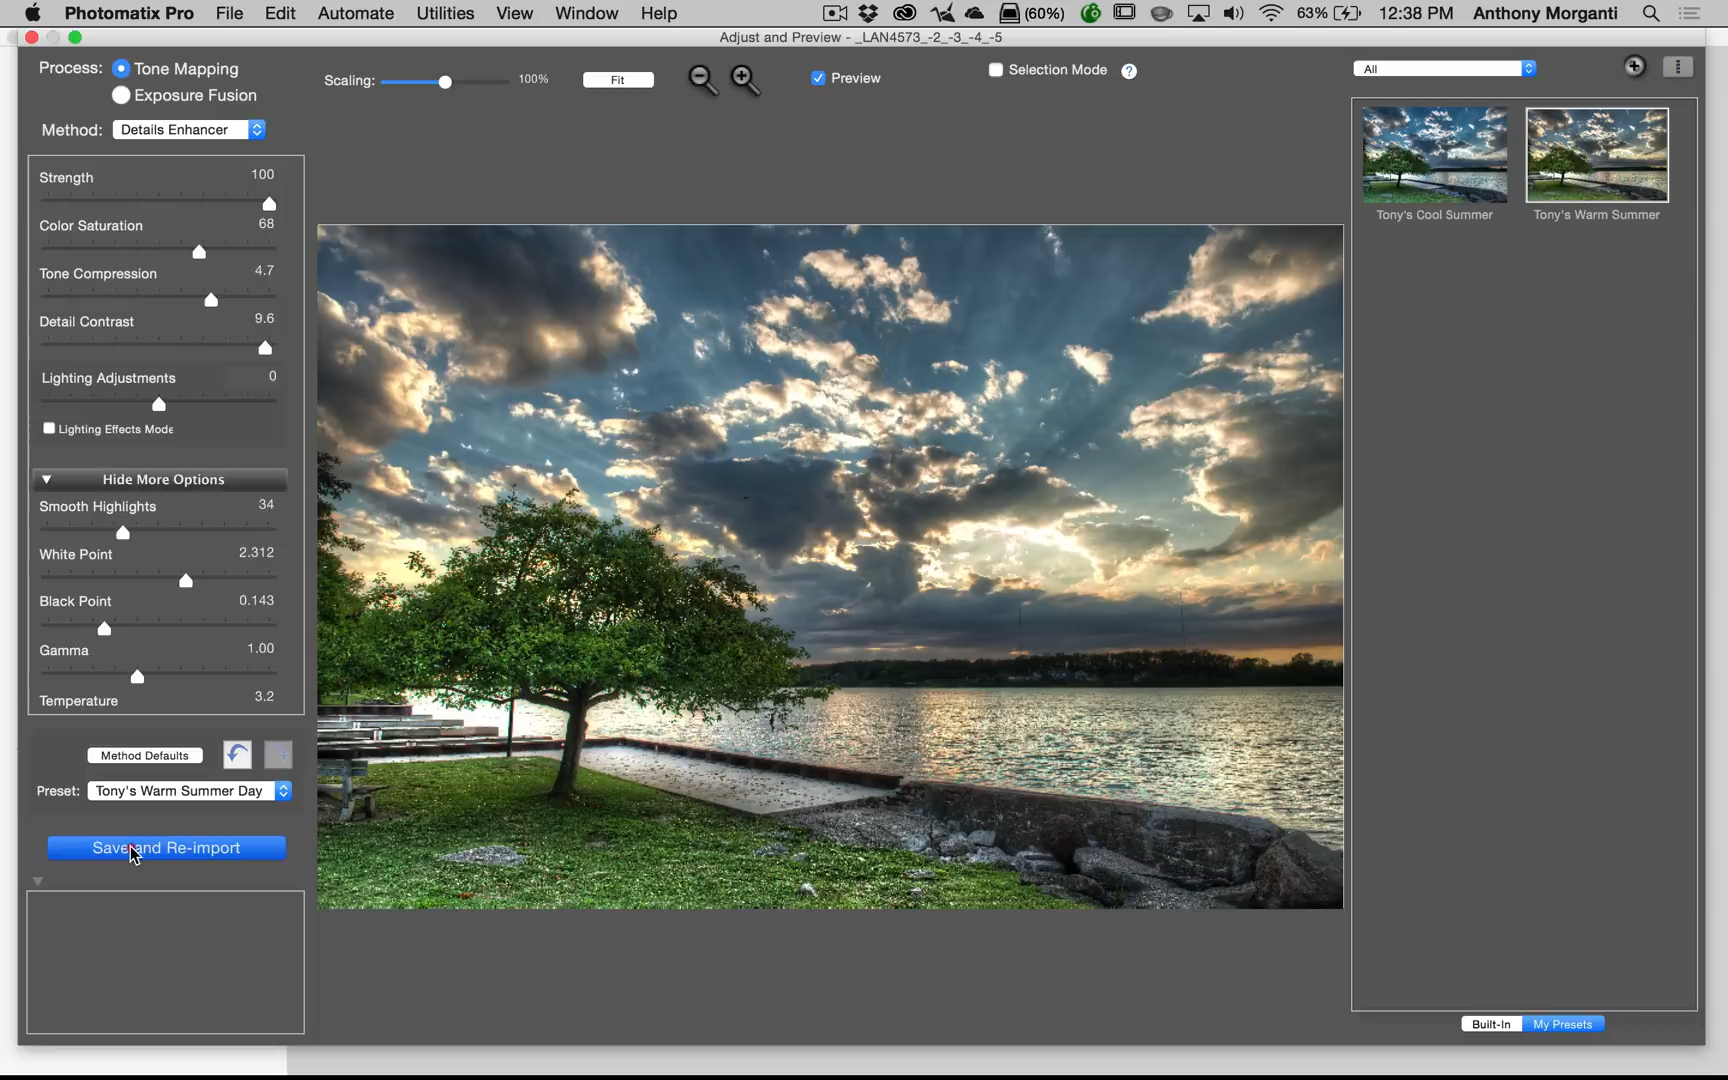 Photomatix Pro File Edit Automate Utilities View Window Help (60%) 63% 12:38 PM Anthony Morganti
Adjust and Preview - _LAN4573_-2_-3_-4_-5
Process: Tone Mapping
Exposure Fusion
Scaling: 100% Fit Preview Selection Mode ? All
Method: Details Enhancer
Strength 100
Color Saturation 68
Tone Compression 4.7
Detail Contrast 9.6
Lighting Adjustments 0
Lighting Effects Mode
Hide More Options
Smooth Highlights 34
White Point 2.312
Black Point 0.143
Gamma 1.00
Temperature 3.2
Method Defaults
Preset: Tony's Warm Summer Day
Save and Re-import
Tony's Cool Summer Tony's Warm Summer
Built-In My Presets